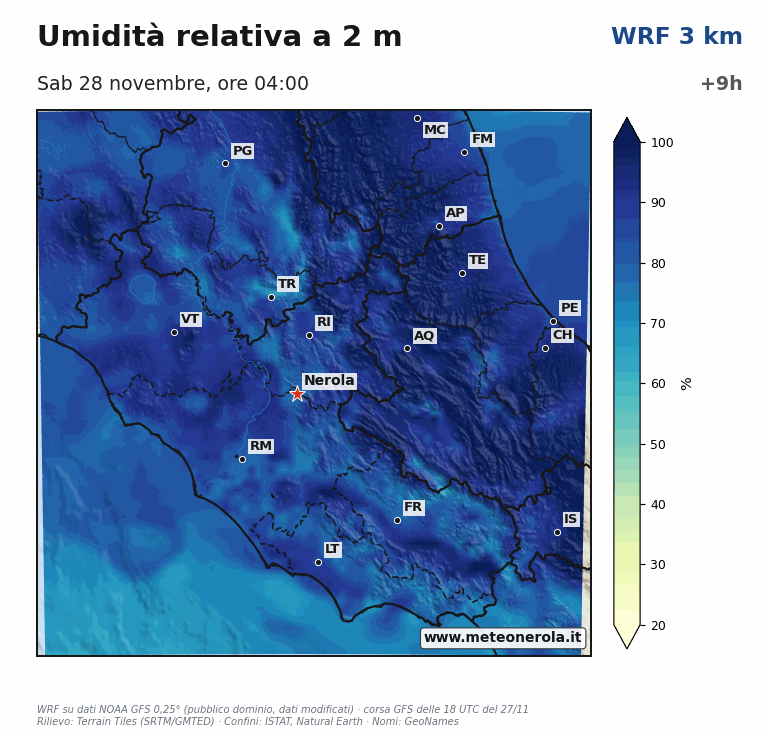 Umidità relativa a 2 m
WRF 3 km
Sab 28 novembre, ore 04:00
+9h
MC
FM
PG
AP
TE
TR
PE
VT
RI
AQ
CH
Nerola
RM
FR
IS
LT
www.meteonerola.it
100
90
80
70
60
50
40
30
20
%
WRF su dati NOAA GFS 0,25° (pubblico dominio, dati modificati) · corsa GFS delle 18 UTC del 27/11
Rilievo: Terrain Tiles (SRTM/GMTED) · Confini: ISTAT, Natural Earth · Nomi: GeoNames